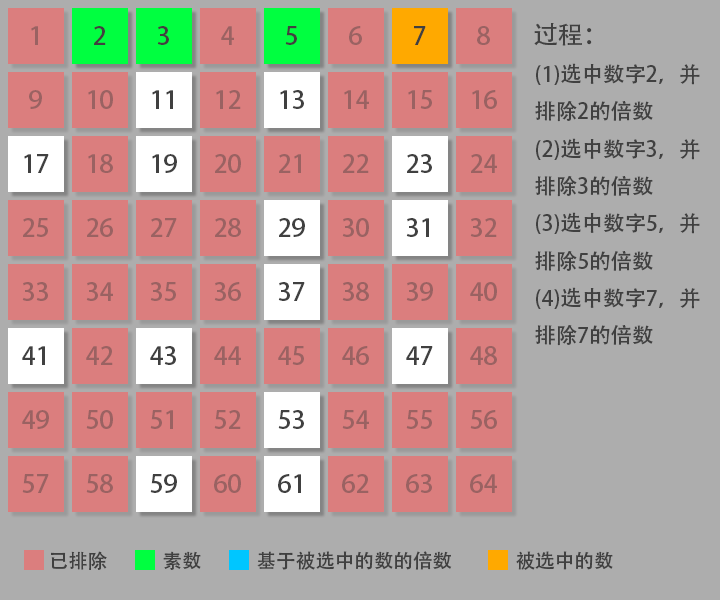 1 2 3 4 5 6 7 8
9 10 11 12 13 14 15 16
17 18 19 20 21 22 23 24
25 26 27 28 29 30 31 32
33 34 35 36 37 38 39 40
41 42 43 44 45 46 47 48
49 50 51 52 53 54 55 56
57 58 59 60 61 62 63 64
过程：
(1)选中数字2，并
排除2的倍数
(2)选中数字3，并
排除3的倍数
(3)选中数字5，并
排除5的倍数
(4)选中数字7，并
排除7的倍数
已排除 素数 基于被选中的数的倍数 被选中的数